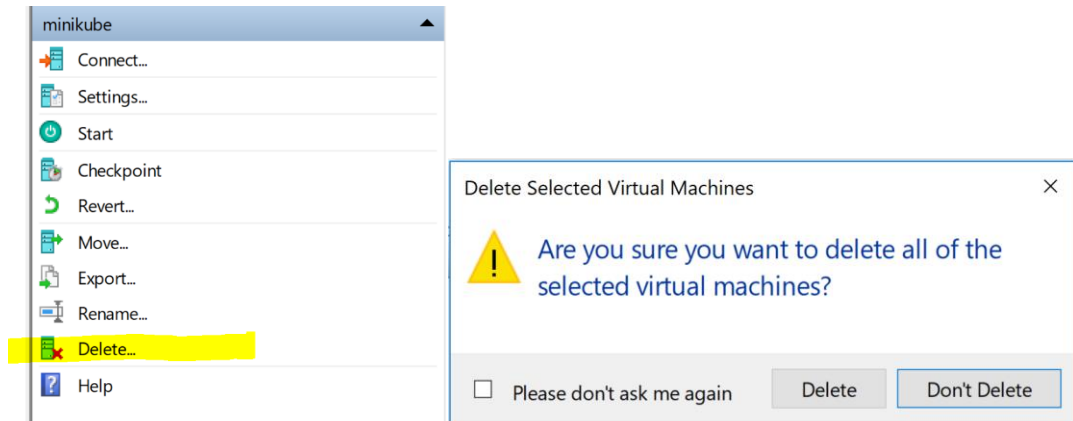 minikube
Connect...
Settings...
Start
Checkpoint
Revert...
Move...
Export...
Rename...
Delete...
Help
Delete Selected Virtual Machines
Are you sure you want to delete all of the
selected virtual machines?
Please don't ask me again
Delete
Don't Delete